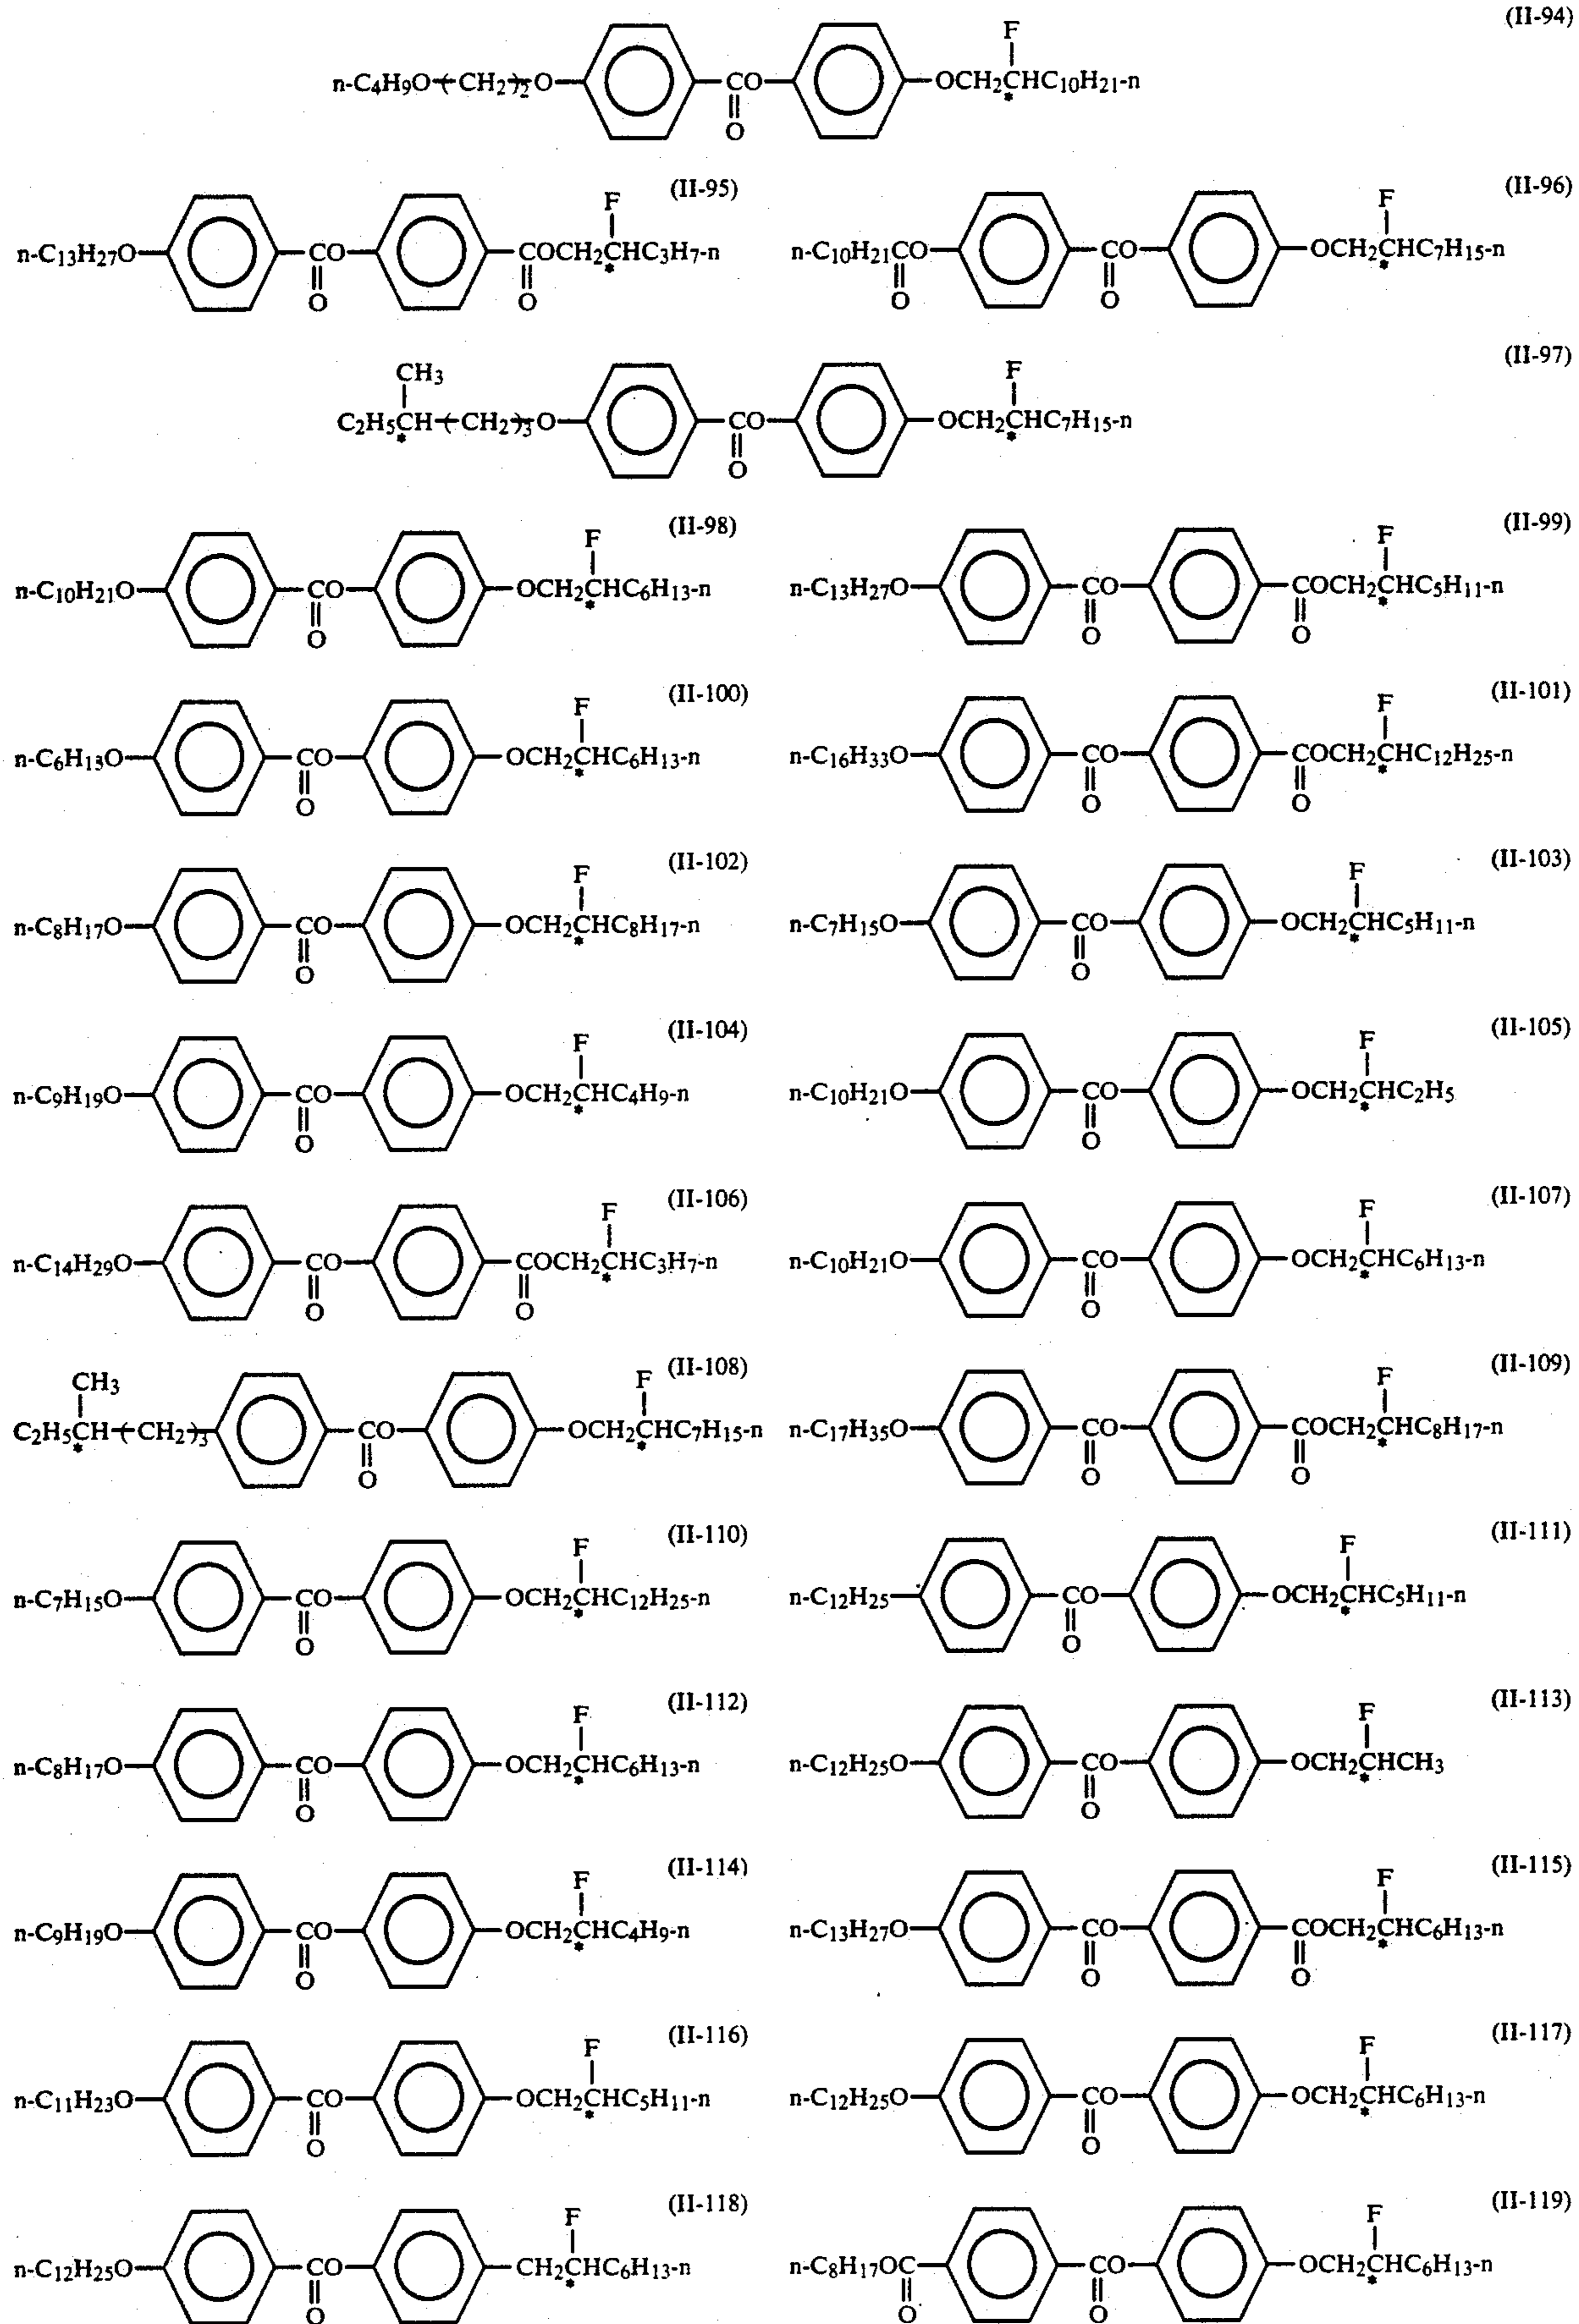 (II-94)
F
n-C4H9O-(CH2)2O-CO-OCH2CHC10H21-n
*
O
(II-95) (II-96)
F F
n-C13H27O-CO-COCH2CHC3H7-n n-C10H21CO-CO-OCH2CHC7H15-n
* *
O O O O
(II-97)
CH3 F
C2H5CH-(CH2)3O-CO-OCH2CHC7H15-n
* *
O
(II-98) (II-99)
F F
n-C10H21O-CO-OCH2CHC6H13-n n-C13H27O-CO-COCH2CHC5H11-n
* *
O O O
(II-100) (II-101)
F F
n-C6H13O-CO-OCH2CHC6H13-n n-C16H33O-CO-COCH2CHC12H25-n
* *
O O O
(II-102) (II-103)
F F
n-C8H17O-CO-OCH2CHC8H17-n n-C7H15O-CO-OCH2CHC5H11-n
* *
O O
(II-104) (II-105)
F F
n-C9H19O-CO-OCH2CHC4H9-n n-C10H21O-CO-OCH2CHC2H5
* *
O O
(II-106) (II-107)
F F
n-C14H29O-CO-COCH2CHC3H7-n n-C10H21O-CO-OCH2CHC6H13-n
* *
O O O
(II-108) (II-109)
CH3 F F
C2H5CH-(CH2)3-CO-OCH2CHC7H15-n n-C17H35O-CO-COCH2CHC8H17-n
* * *
O O O
(II-110) (II-111)
F F
n-C7H15O-CO-OCH2CHC12H25-n n-C12H25-CO-OCH2CHC5H11-n
* *
O O
(II-112) (II-113)
F F
n-C8H17O-CO-OCH2CHC6H13-n n-C12H25O-CO-OCH2CHCH3
* *
O O
(II-114) (II-115)
F F
n-C9H19O-CO-OCH2CHC4H9-n n-C13H27O-CO-COCH2CHC6H13-n
* *
O O O
(II-116) (II-117)
F F
n-C11H23O-CO-OCH2CHC5H11-n n-C12H25O-CO-OCH2CHC6H13-n
* *
O O
(II-118) (II-119)
F F
n-C12H25O-CO-CH2CHC6H13-n n-C8H17OC-CO-OCH2CHC6H13-n
* *
O O O